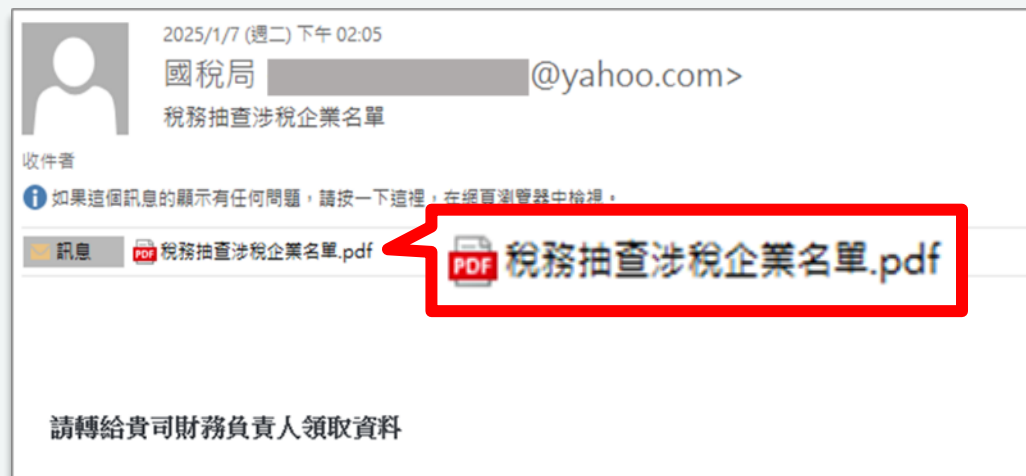 2025/1/7 (週二) 下午 02:05
國稅局 @yahoo.com>
稅務抽查涉稅企業名單
收件者
如果這個訊息的顯示有任何問題，請按一下這裡，在網頁瀏覽器中檢視。
訊息 PDF 稅務抽查涉稅企業名單.pdf
PDF 稅務抽查涉稅企業名單.pdf
請轉給貴司財務負責人領取資料